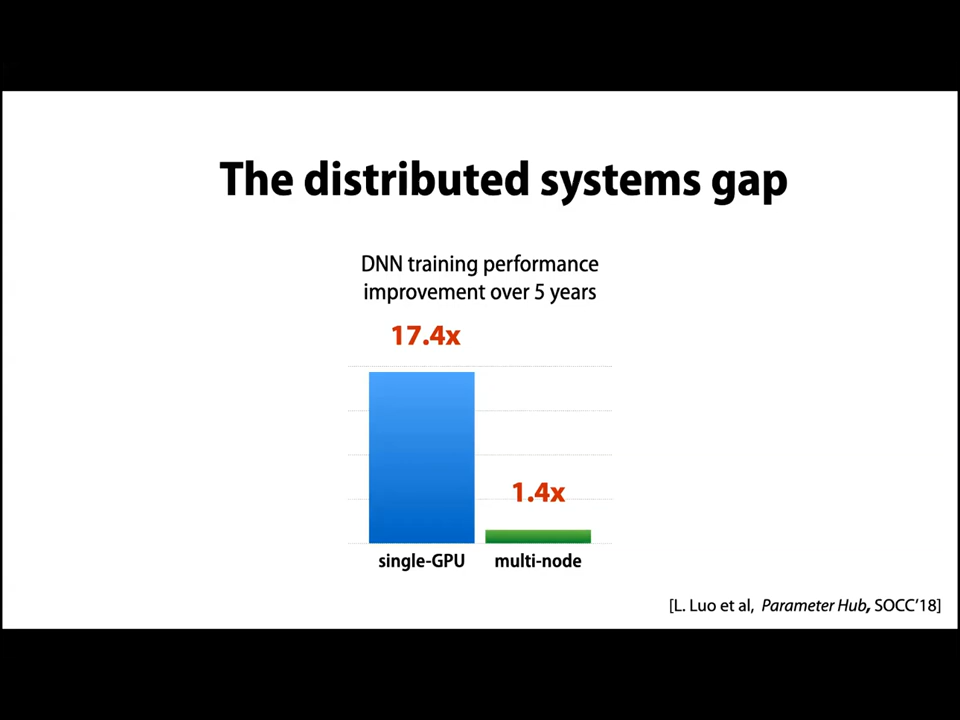 The distributed systems gap
DNN training performance
improvement over 5 years
17.4x
1.4x
single-GPU
multi-node
[L. Luo et al, Parameter Hub, SOCC'18]